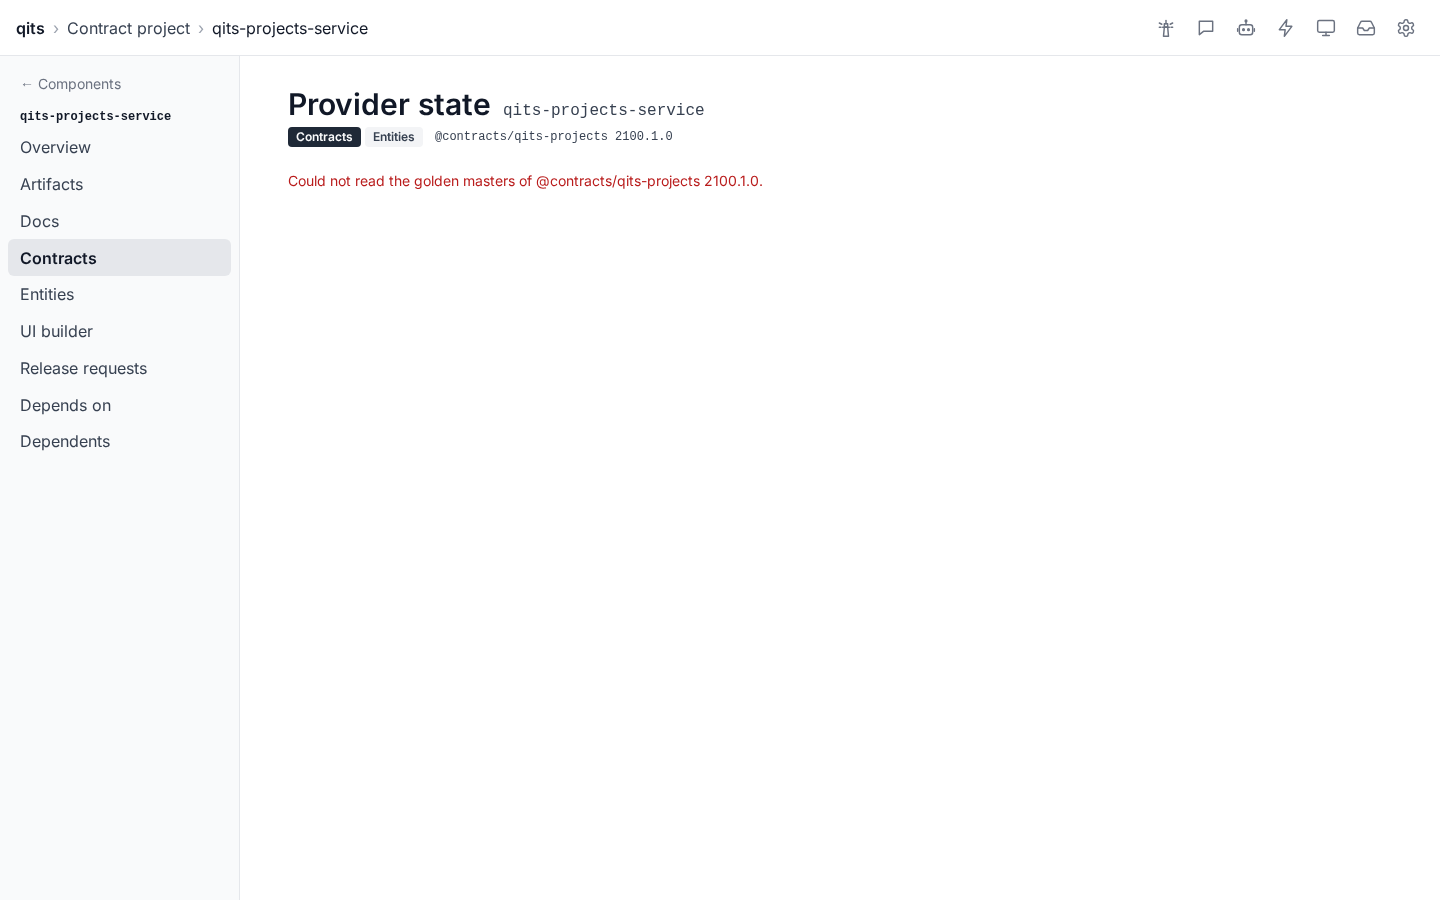 qits › Contract project › qits-projects-service
← Components
qits-projects-service
Overview
Artifacts
Docs
Contracts
Entities
UI builder
Release requests
Depends on
Dependents
Provider state qits-projects-service
Contracts Entities @contracts/qits-projects 2100.1.0
Could not read the golden masters of @contracts/qits-projects 2100.1.0.